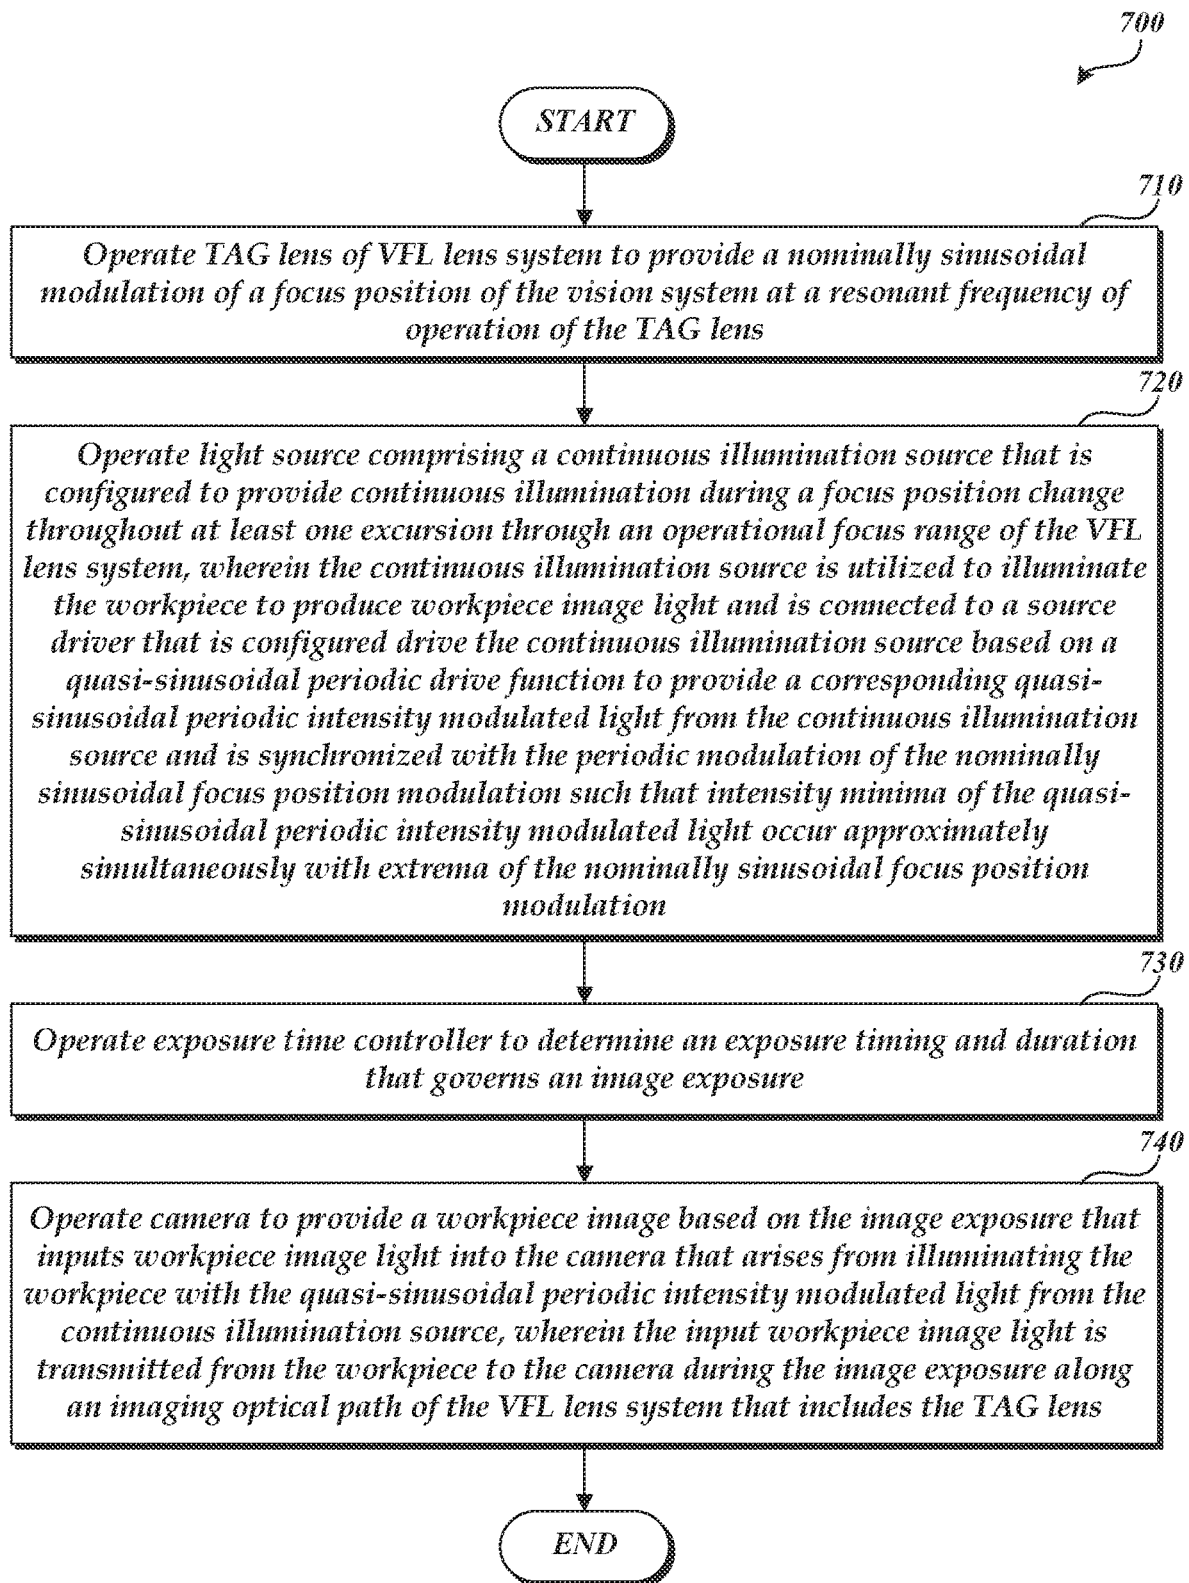 700
START
710
Operate TAG lens of VFL lens system to provide a nominally sinusoidal
modulation of a focus position of the vision system at a resonant frequency of
operation of the TAG lens
720
Operate light source comprising a continuous illumination source that is
configured to provide continuous illumination during a focus position change
throughout at least one excursion through an operational focus range of the VFL
lens system, wherein the continuous illumination source is utilized to illuminate
the workpiece to produce workpiece image light and is connected to a source
driver that is configured drive the continuous illumination source based on a
quasi-sinusoidal periodic drive function to provide a corresponding quasi-
sinusoidal periodic intensity modulated light from the continuous illumination
source and is synchronized with the periodic modulation of the nominally
sinusoidal focus position modulation such that intensity minima of the quasi-
sinusoidal periodic intensity modulated light occur approximately
simultaneously with extrema of the nominally sinusoidal focus position
modulation
730
Operate exposure time controller to determine an exposure timing and duration
that governs an image exposure
740
Operate camera to provide a workpiece image based on the image exposure that
inputs workpiece image light into the camera that arises from illuminating the
workpiece with the quasi-sinusoidal periodic intensity modulated light from the
continuous illumination source, wherein the input workpiece image light is
transmitted from the workpiece to the camera during the image exposure along
an imaging optical path of the VFL lens system that includes the TAG lens
END